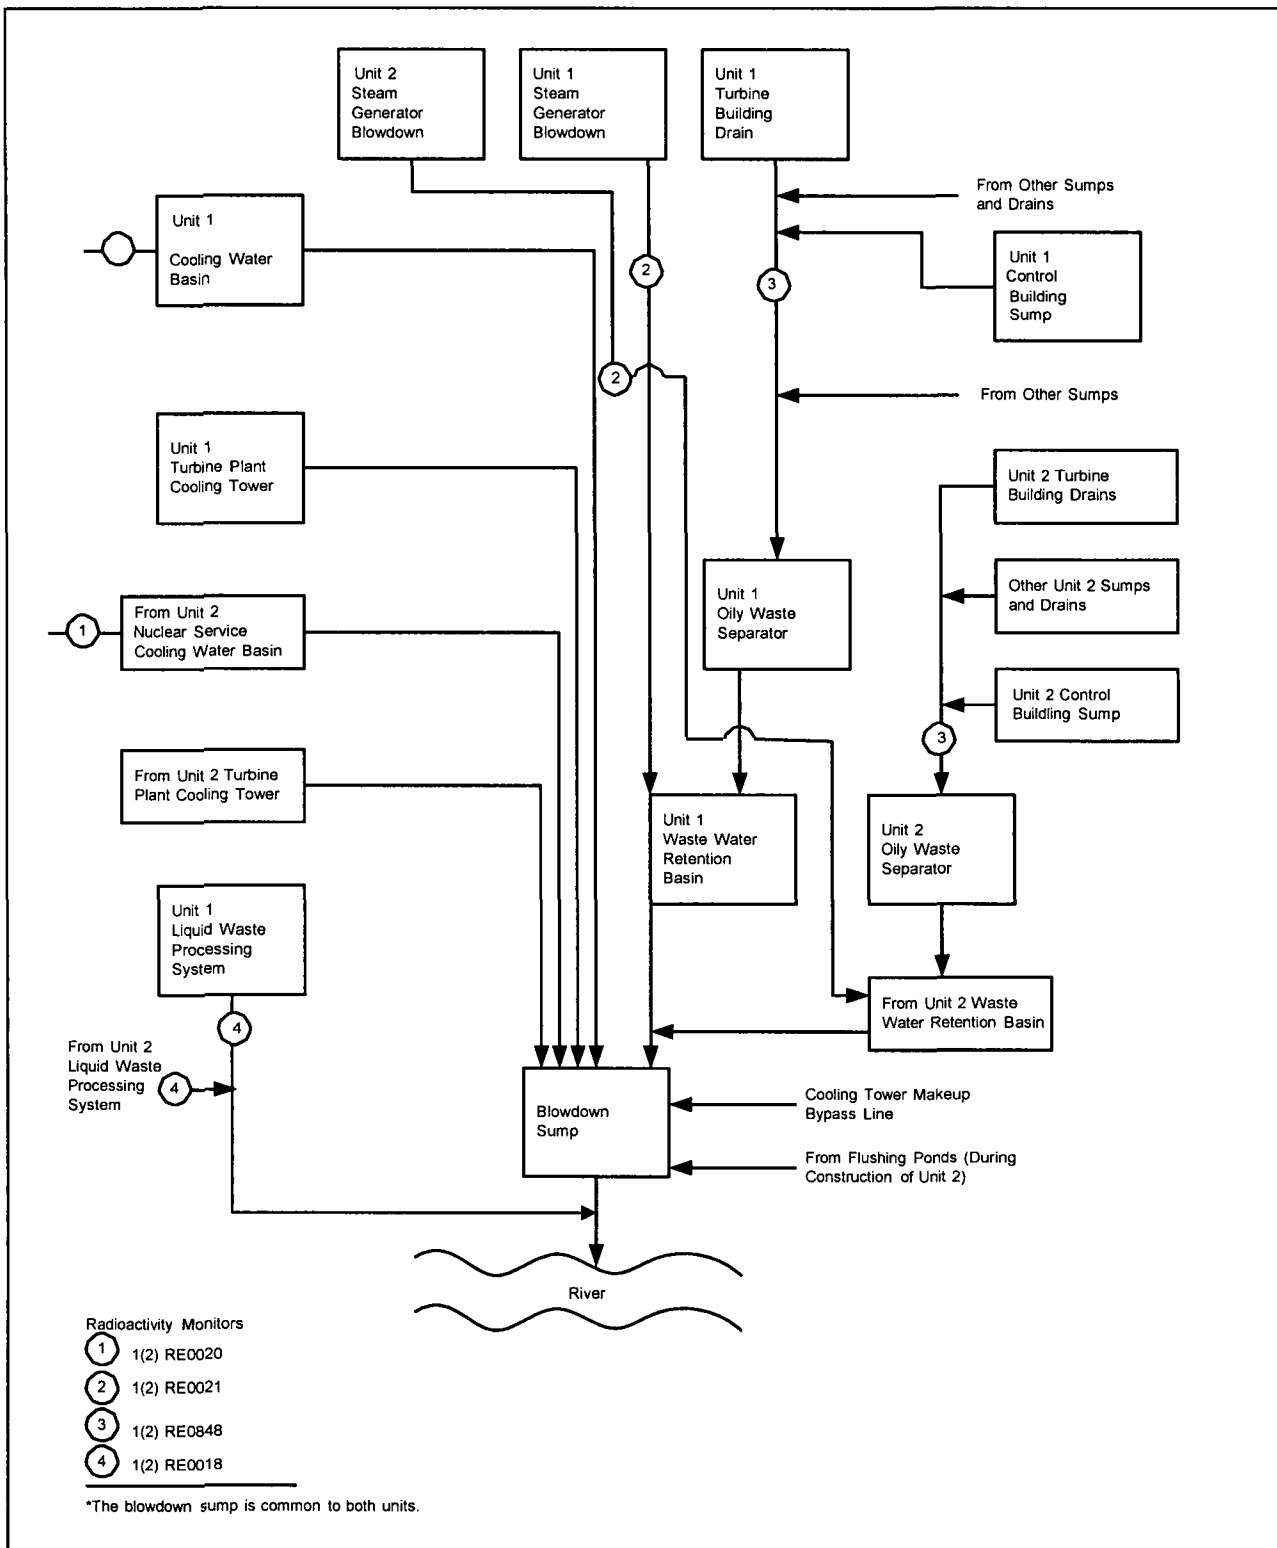 Unit 2
Steam
Generator
Blowdown
Unit 1
Steam
Generator
Blowdown
Unit 1
Turbine
Building
Drain
From Other Sumps
and Drains
Unit 1
Cooling Water
Basin
Unit 1
Control
Building
Sump
2
3
2
From Other Sumps
Unit 1
Turbine Plant
Cooling Tower
Unit 2 Turbine
Building Drains
Other Unit 2 Sumps
and Drains
Unit 1
Oily Waste
Separator
1
From Unit 2
Nuclear Service
Cooling Water Basin
Unit 2 Control
Buildling Sump
3
From Unit 2 Turbine
Plant Cooling Tower
Unit 1
Waste Water
Retention
Basin
Unit 2
Oily Waste
Separator
Unit 1
Liquid Waste
Processing
System
From Unit 2 Waste
Water Retention Basin
4
From Unit 2
Liquid Waste
Processing
System
4
Blowdown
Sump
Cooling Tower Makeup
Bypass Line
From Flushing Ponds (During
Construction of Unit 2)
River
Radioactivity Monitors
1 1(2) RE0020
2 1(2) RE0021
3 1(2) RE0848
4 1(2) RE0018
*The blowdown sump is common to both units.